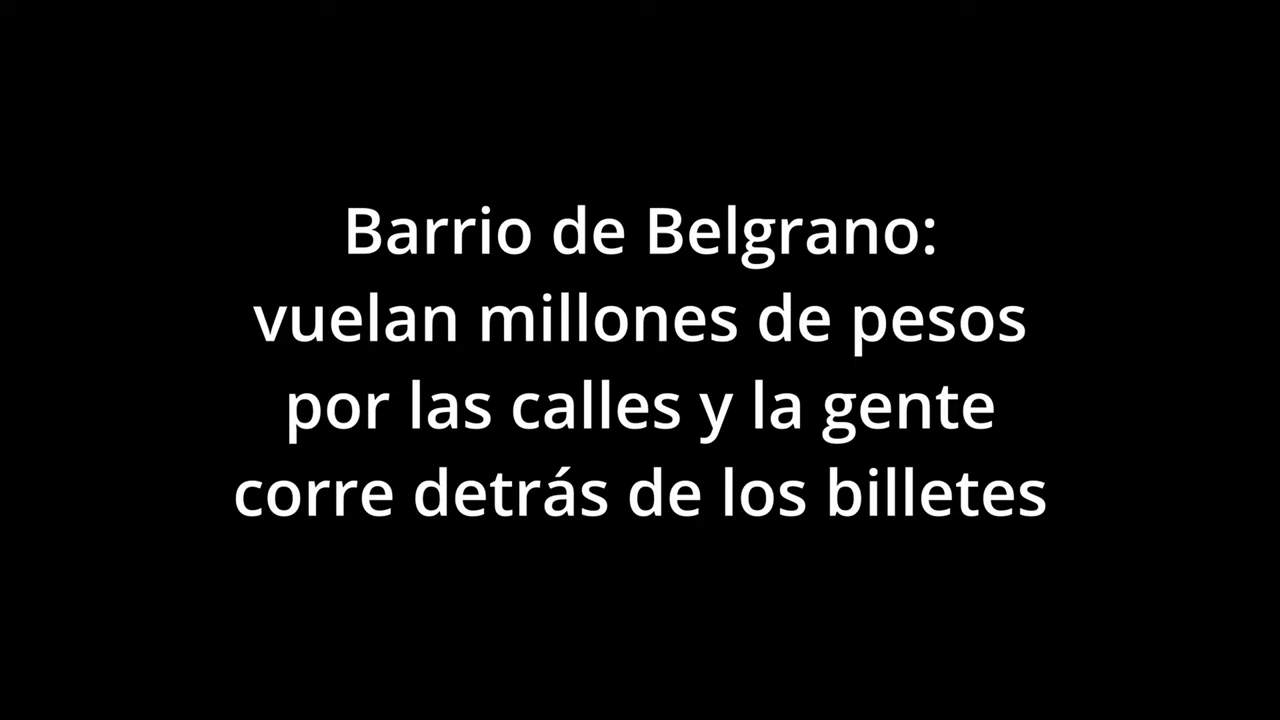 Barrio de Belgrano:
vuelan millones de pesos
por las calles y la gente
corre detrás de los billetes